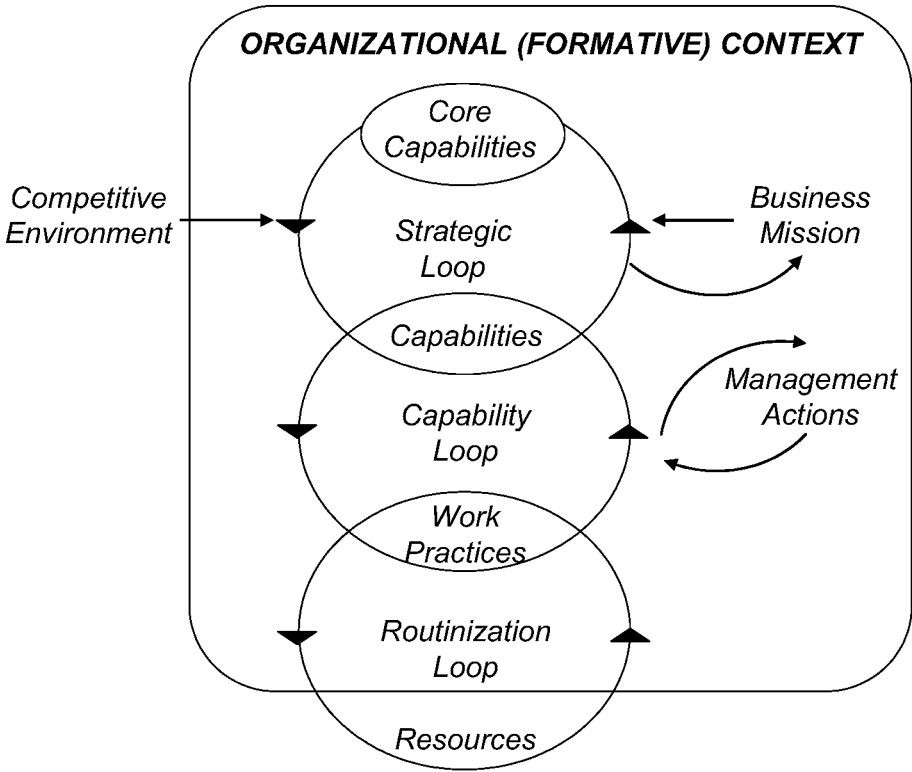 ORGANIZATIONAL (FORMATIVE) CONTEXT
Core
Capabilities
Competitive
Environment
Strategic
Loop
Business
Mission
Capabilities
Capability
Loop
Management
Actions
Work
Practices
Routinization
Loop
Resources